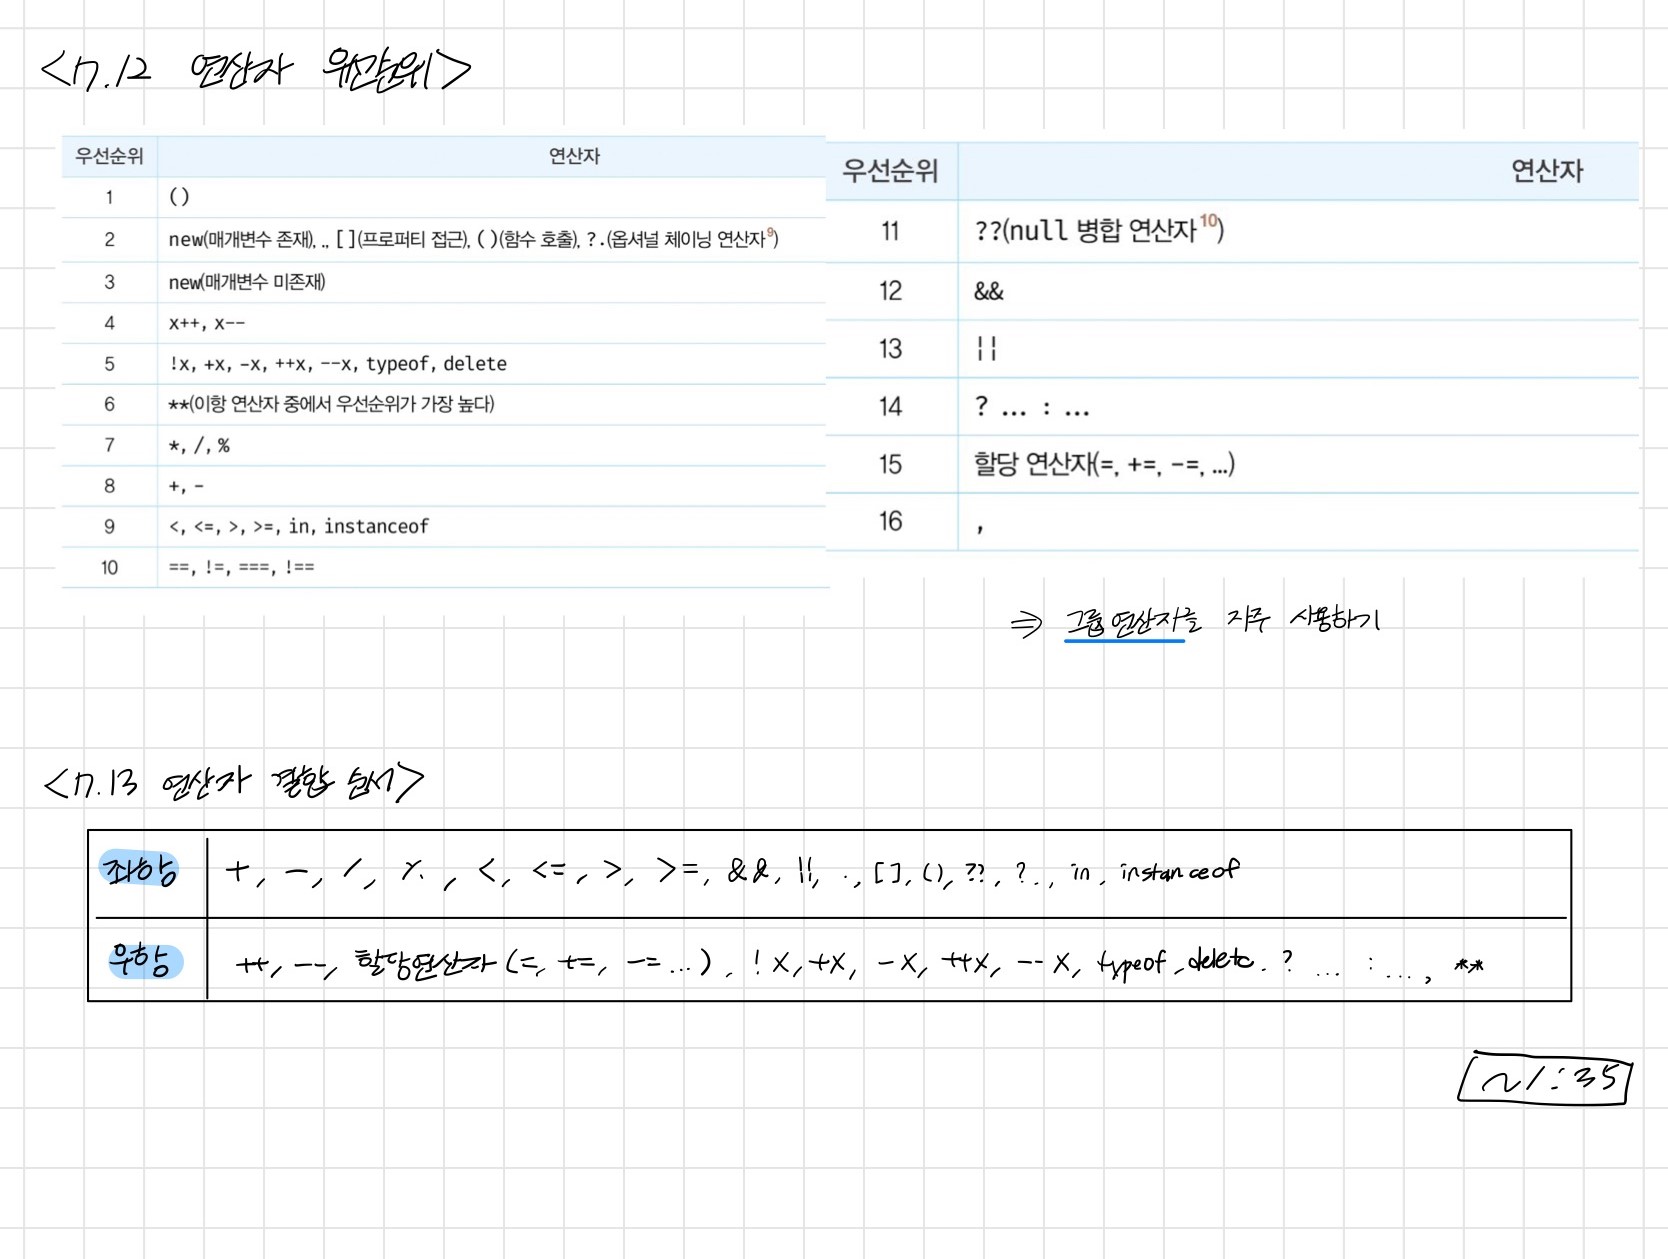 <7.12 연산자 우선순위>
우선순위 연산자
1 ()
2 new(매개변수 존재), ., [](프로퍼티 접근), ()(함수 호출), ?.(옵셔널 체이닝 연산자9)
3 new(매개변수 미존재)
4 x++, x--
5 !x, +x, -x, ++x, --x, typeof, delete
6 **(이항 연산자 중에서 우선순위가 가장 높다)
7 *, /, %
8 +, -
9 <, <=, >, >=, in, instanceof
10 ==, !=, ===, !==
우선순위 연산자
11 ??(null 병합 연산자10)
12 &&
13 ||
14 ? ... : ...
15 할당 연산자(=, +=, -=, ...)
16 ,
⇒ 그룹연산자를 자주 사용하기
<7.13 연산자 결합 순서>
좌항 +, -, /, %, <, <=, >, >=, &&, ||, ., [], (), ??, ?., in, instanceof
우항 ++, --, 할당연산자 (=, +=, -= ...), !x, +x, -x, ++x, --x, typeof, delete, ? ... : ..., **
~1:35